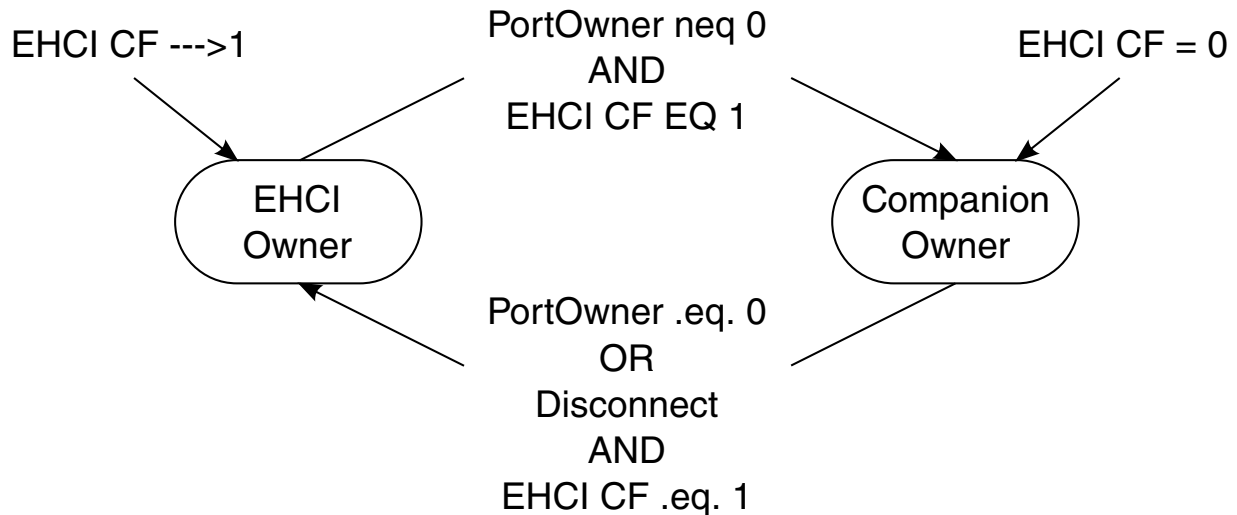 EHCI CF --->1
PortOwner neq 0
AND
EHCI CF EQ 1
EHCI CF = 0
EHCI
Owner
Companion
Owner
PortOwner .eq. 0
OR
Disconnect
AND
EHCI CF .eq. 1